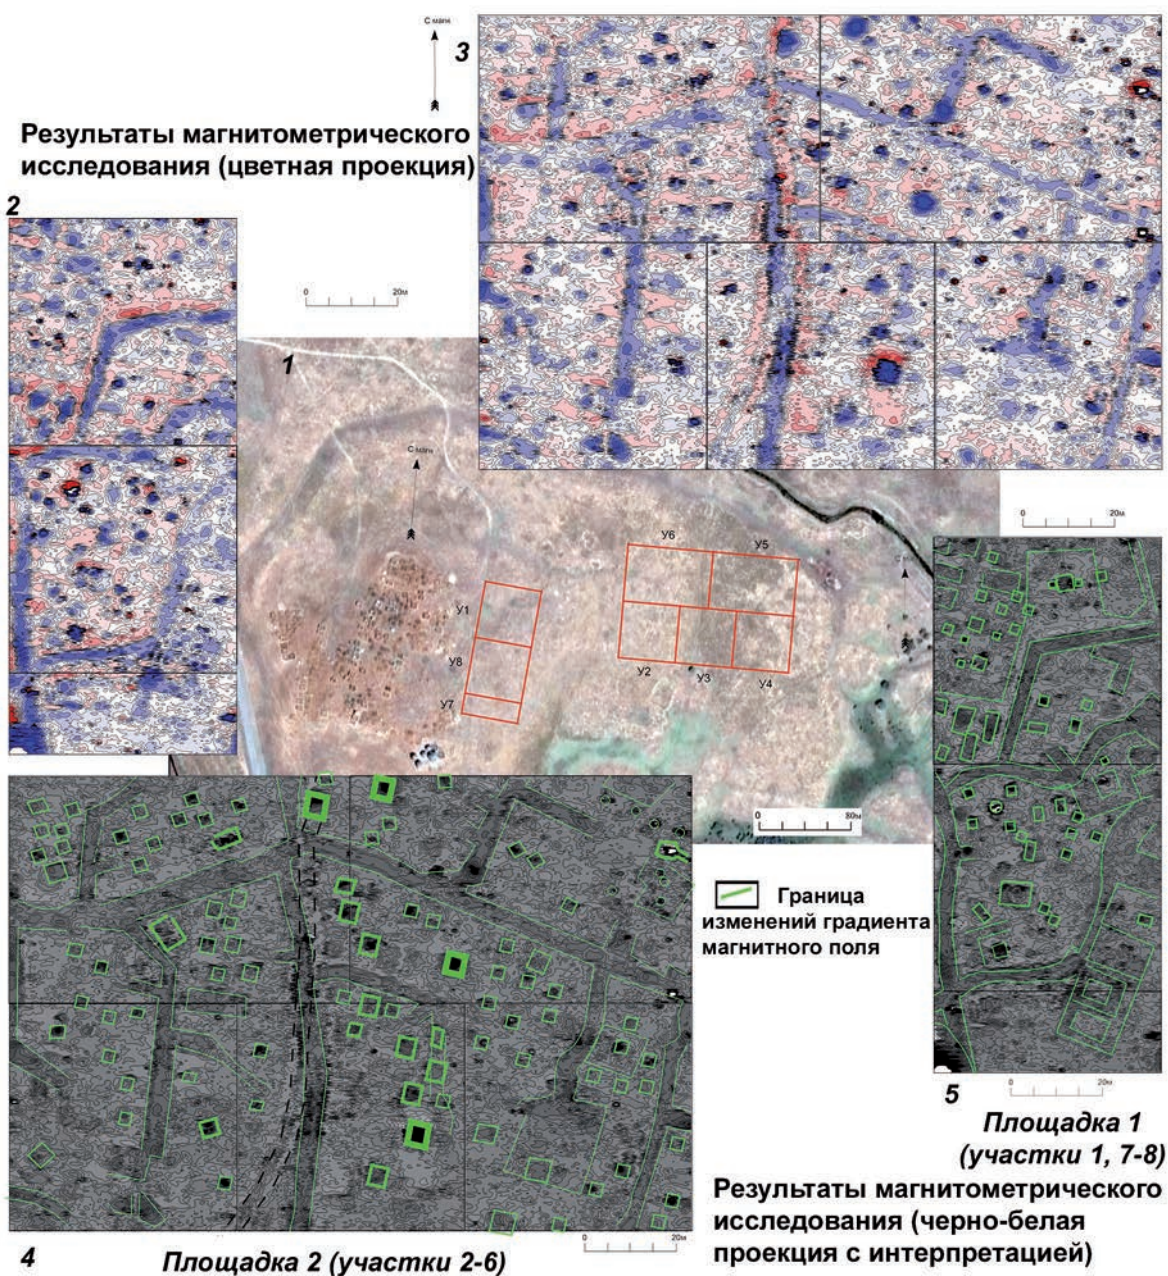 С магн
3
Результаты магнитометрического
исследования (цветная проекция)
2
0 20м
1
С магн
У6
У5
У1
У8
У7
У2
У3
У4
0 80м
0 20м
Граница
изменений градиента
магнитного поля
5
0 20м
Площадка 1
(участки 1, 7-8)
Результаты магнитометрического
исследования (черно-белая
проекция с интерпретацией)
4
Площадка 2 (участки 2-6)
0 20м